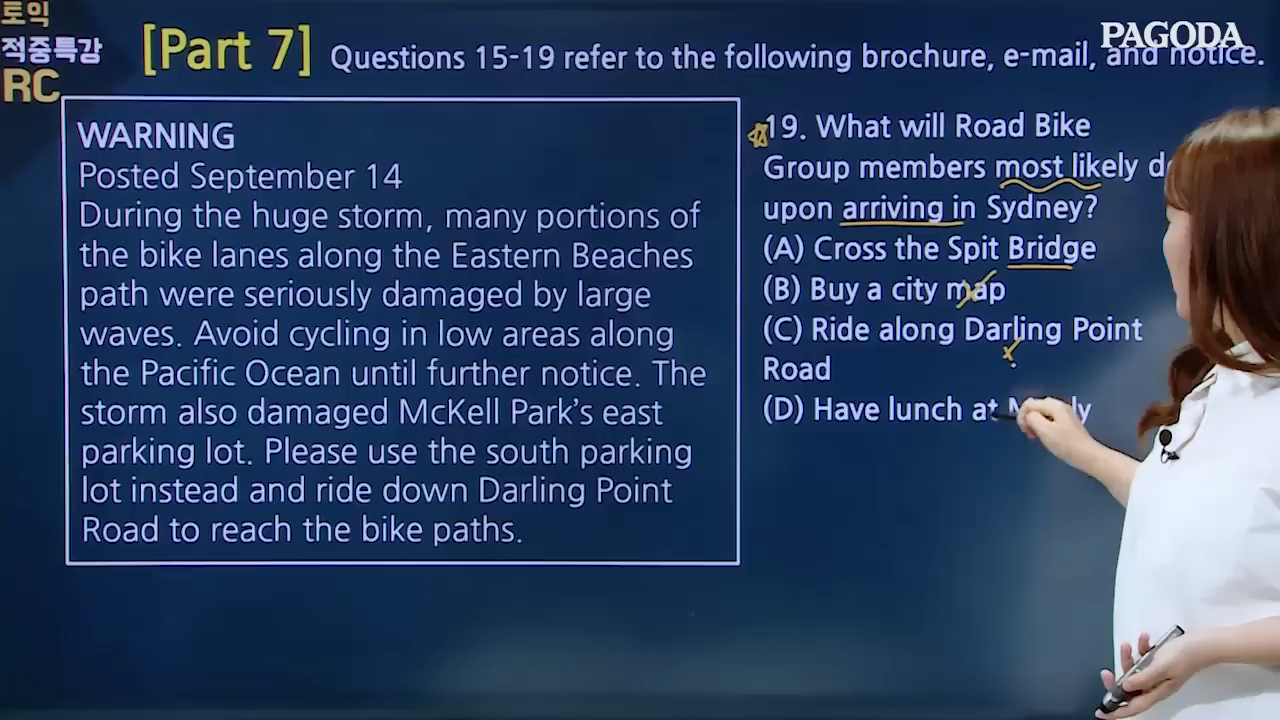 토익
적중특강
RC
[Part 7] Questions 15-19 refer to the following brochure, e-mail, and notice.
PAGODA
WARNING
Posted September 14
During the huge storm, many portions of
the bike lanes along the Eastern Beaches
path were seriously damaged by large
waves. Avoid cycling in low areas along
the Pacific Ocean until further notice. The
storm also damaged McKell Park's east
parking lot. Please use the south parking
lot instead and ride down Darling Point
Road to reach the bike paths.
19. What will Road Bike
Group members most likely
upon arriving in Sydney?
(A) Cross the Spit Bridge
(B) Buy a city map
(C) Ride along Darling Point
Road
(D) Have lunch at